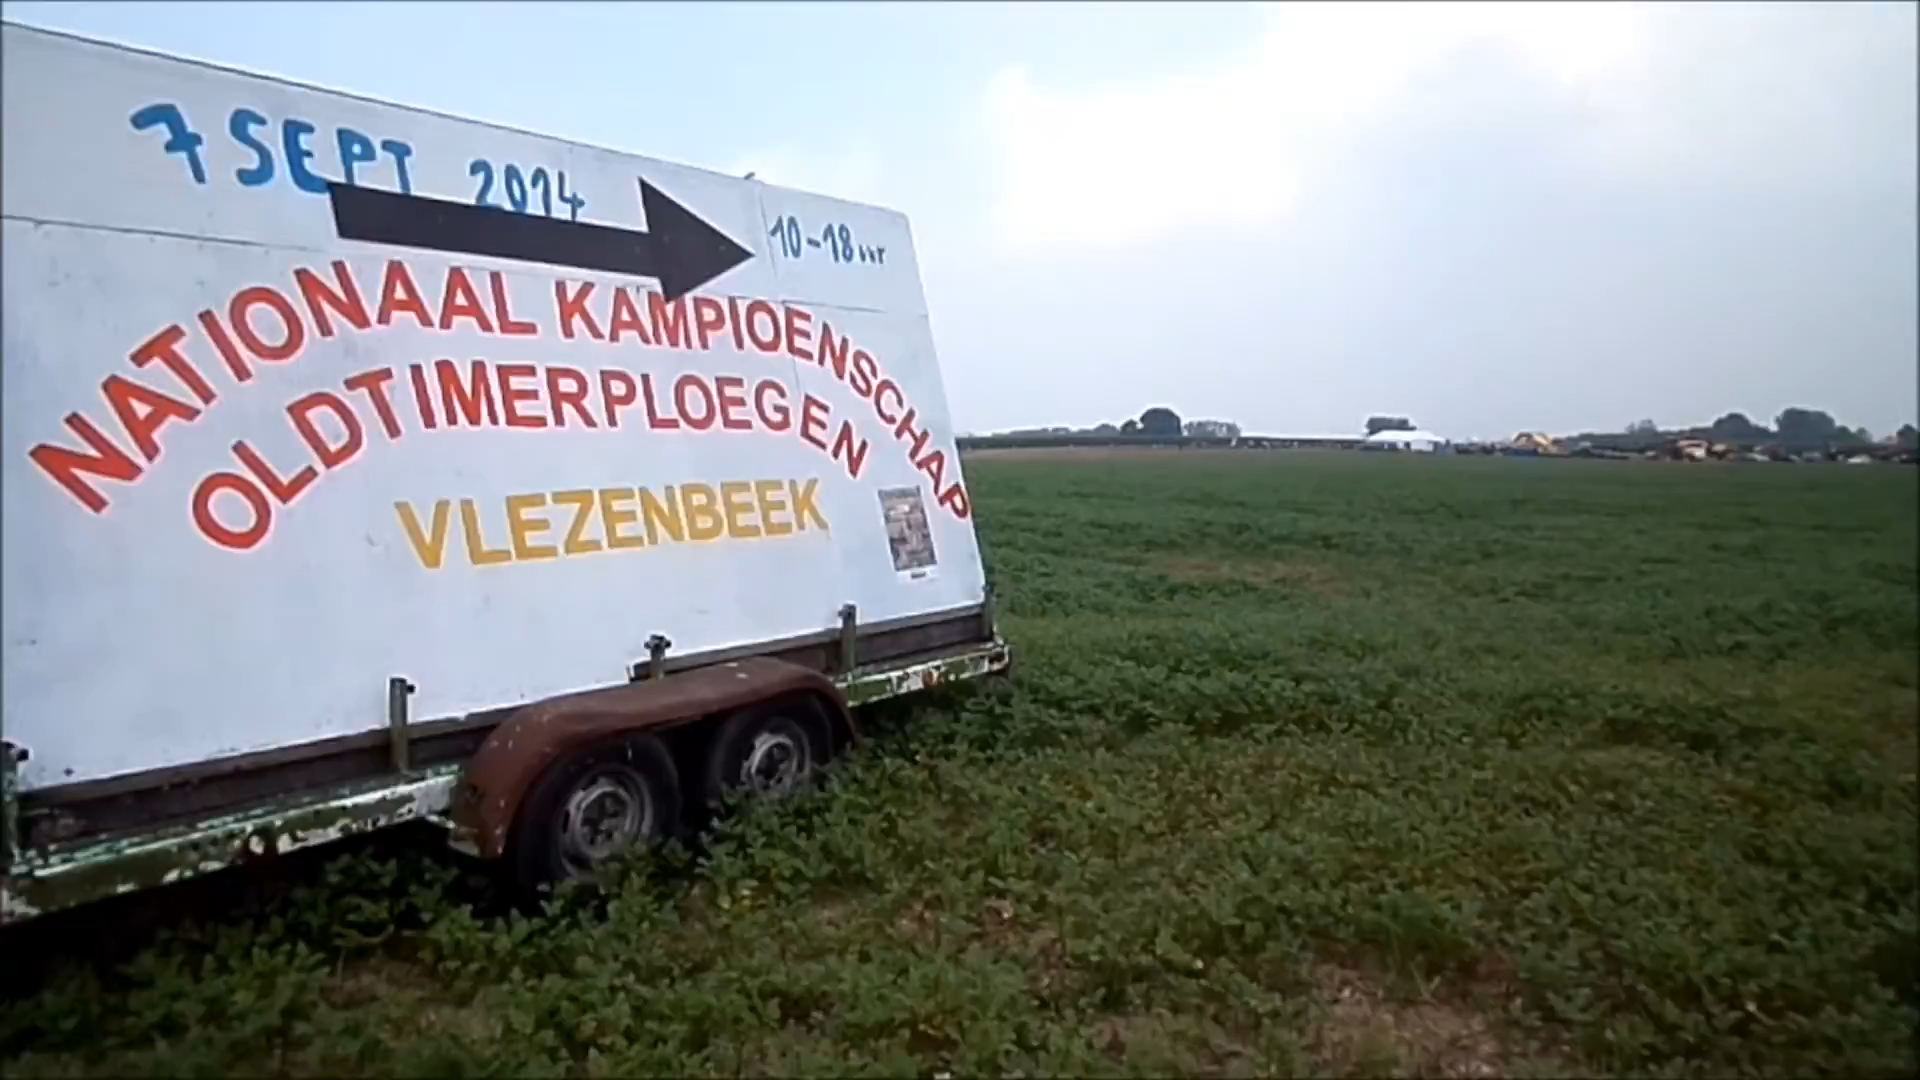 7 SEPT 2014
10-18 uur
NATIONAAL KAMPIOENSCHAP
OLDTIMERPLOEGEN
VLEZENBEEK